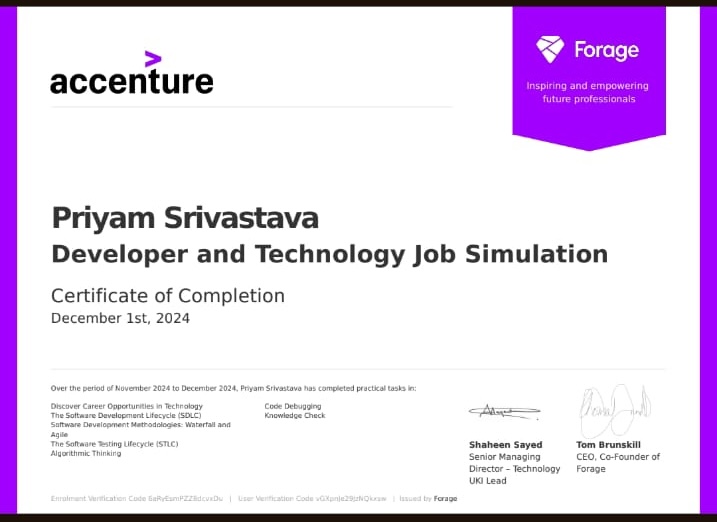 accenture
Forage
Inspiring and empowering
future professionals
Priyam Srivastava
Developer and Technology Job Simulation
Certificate of Completion
December 1st, 2024
Over the period of November 2024 to December 2024, Priyam Srivastava has completed practical tasks in:
Discover Career Opportunities in Technology
The Software Development Lifecycle (SDLC)
Software Development Methodologies: Waterfall and
Agile
The Software Testing Lifecycle (STLC)
Algorithmic Thinking
Code Debugging
Knowledge Check
Shaheen Sayed
Senior Managing
Director – Technology
UKI Lead
Tom Brunskill
CEO, Co-Founder of
Forage
Enrolment Verification Code | User Verification Code | Issued by Forage